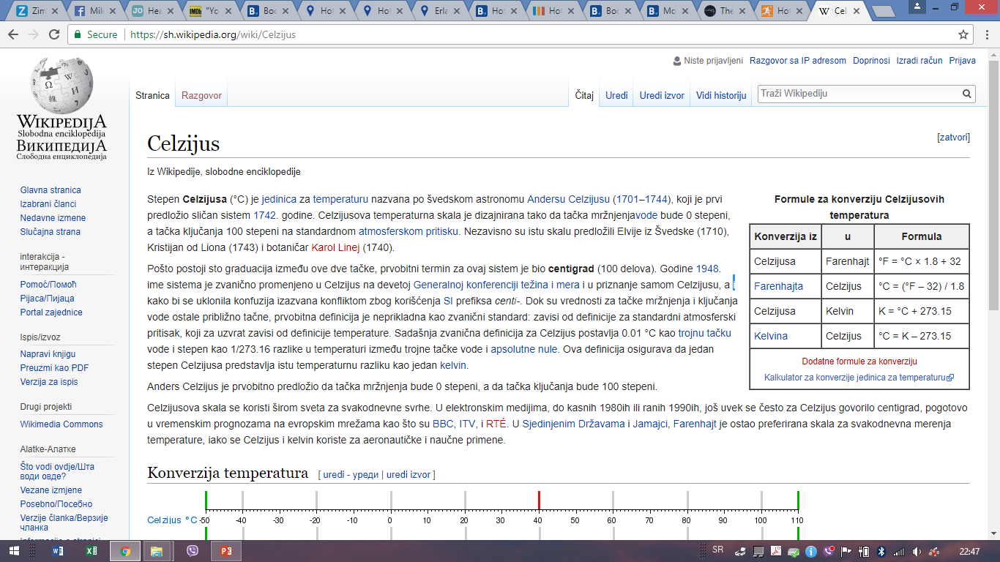 Zim
Mile
Hea
"Yo
Boo
Hot
Hot
Erla
Hot
Hot
Boo
Mo
The
Hot
Cel
Secure
https://sh.wikipedia.org/wiki/Celzijus
Niste prijavljeni Razgovor sa IP adresom Doprinosi Izradi račun Prijava
Stranica Razgovor Čitaj Uredi Uredi izvor Vidi historiju Traži Wikipediju
WIKIPEDIJA
Slobodna enciklopedija
ВИКИПЕДИЈА
Слободна енциклопедија
Glavna stranica
Izabrani članci
Nedavne izmene
Slučajna strana
interakcija -
интеракција
Pomoć/Помоћ
Pijaca/Пијаца
Portal zajednice
Ispis/izvoz
Napravi knjigu
Preuzmi kao PDF
Verzija za ispis
Drugi projekti
Wikimedia Commons
Alatke-Алатке
Što vodi ovdje/Шта
води овде?
Vezane izmjene
Posebno/Посебно
Verzije članka/Верзије
чланка
Celzijus
[zatvori]
Iz Wikipedije, slobodne enciklopedije
Stepen Celzijusa (°C) je jedinica za temperaturu nazvana po švedskom astronomu Andersu Celzijusu (1701–1744), koji je prvi
predložio sličan sistem 1742. godine. Celzijusova temperaturna skala je dizajnirana tako da tačka mržnjenjavode bude 0 stepeni,
a tačka ključanja 100 stepeni na standardnom atmosferskom pritisku. Nezavisno su istu skalu predložili Elvije iz Švedske (1710),
Kristijan od Liona (1743) i botaničar Karol Linej (1740).
Pošto postoji sto graduacija između ove dve tačke, prvobitni termin za ovaj sistem je bio centigrad (100 delova). Godine 1948.
ime sistema je zvanično promenjeno u Celzijus na devetoj Generalnoj konferenciji težina i mera i u priznanje samom Celzijusu, a i
kako bi se uklonila konfuzija izazvana konfliktom zbog korišćenja SI prefiksa centi-. Dok su vrednosti za tačke mržnjenja i ključanja
vode ostale približno tačne, prvobitna definicija je neprikladna kao zvanični standard: zavisi od definicije za standardni atmosferski
pritisak, koji za uzvrat zavisi od definicije temperature. Sadašnja zvanična definicija za Celzijus postavlja 0.01 °C kao trojnu tačku
vode i stepen kao 1/273.16 razlike u temperaturi između trojne tačke vode i apsolutne nule. Ova definicija osigurava da jedan
stepen Celzijusa predstavlja istu temperaturnu razliku kao jedan kelvin.
Anders Celzijus je prvobitno predložio da tačka mržnjenja bude 0 stepeni, a da tačka ključanja bude 100 stepeni.
Celzijusova skala se koristi širom sveta za svakodnevne svrhe. U elektronskim medijima, do kasnih 1980ih ili ranih 1990ih, još uvek se često za Celzijus govorilo centigrad, pogotovo
u vremenskim prognozama na evropskim mrežama kao što su BBC, ITV, i RTÉ. U Sjedinjenim Državama i Jamajci, Farenhajt je ostao preferirana skala za svakodnevna merenja
temperature, iako se Celzijus i kelvin koriste za aeronautičke i naučne primene.
Formule za konverziju Celzijusovih
temperatura
Konverzija iz u Formula
Celzijusa Farenhajt °F = °C × 1.8 + 32
Farenhajta Celzijus °C = (°F – 32) / 1.8
Celzijusa Kelvin K = °C + 273.15
Kelvina Celzijus °C = K – 273.15
Dodatne formule za konverziju
Kalkulator za konverzije jedinica za temperaturu
Konverzija temperatura [ uredi - уреди | uredi izvor ]
Celzijus °C -50 -40 -30 -20 -10 0 10 20 30 40 50 60 70 80 90 100 110
SR 22:47